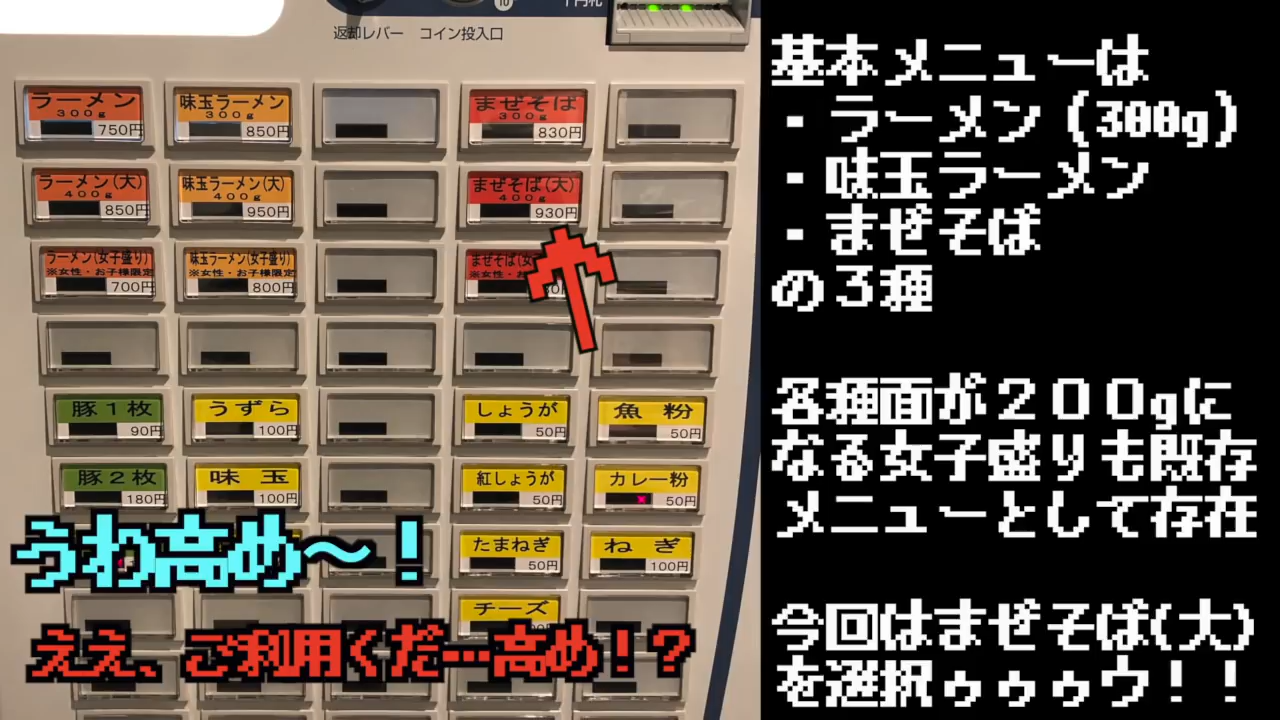 返却レバー コイン投入口
10
ラーメン
300g
750円
味玉ラーメン
300g
850円
まぜそば
300g
830円
ラーメン(大)
400g
850円
味玉ラーメン(大)
400g
950円
まぜそば(大)
400g
930円
ラーメン(女子盛り)
※女性・お子様限定
700円
味玉ラーメン(女子盛り)
※女性・お子様限定
800円
まぜそば(女
※女性・お子
豚1枚
90円
うずら
100円
しょうが
50円
魚粉
50円
豚2枚
180円
味玉
100円
紅しょうが
50円
カレー粉
50円
たまねぎ
50円
ねぎ
100円
チーズ
うわ高め〜!
ええ、ご利用くだ…高め!?
基本メニューは
・ラーメン(300g)
・味玉ラーメン
・まぜそば
の3種
各種面が200gに
なる女子盛りも既存
メニューとして存在
今回はまぜそば(大)
を選択ゥゥゥウ!!